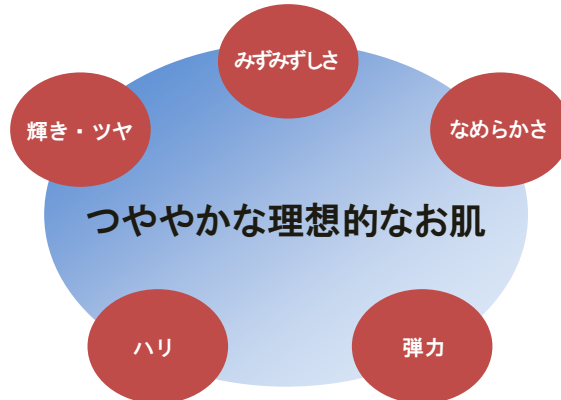 みずみずしさ
輝き・ツヤ
なめらかさ
つややかな理想的なお肌
ハリ
弾力